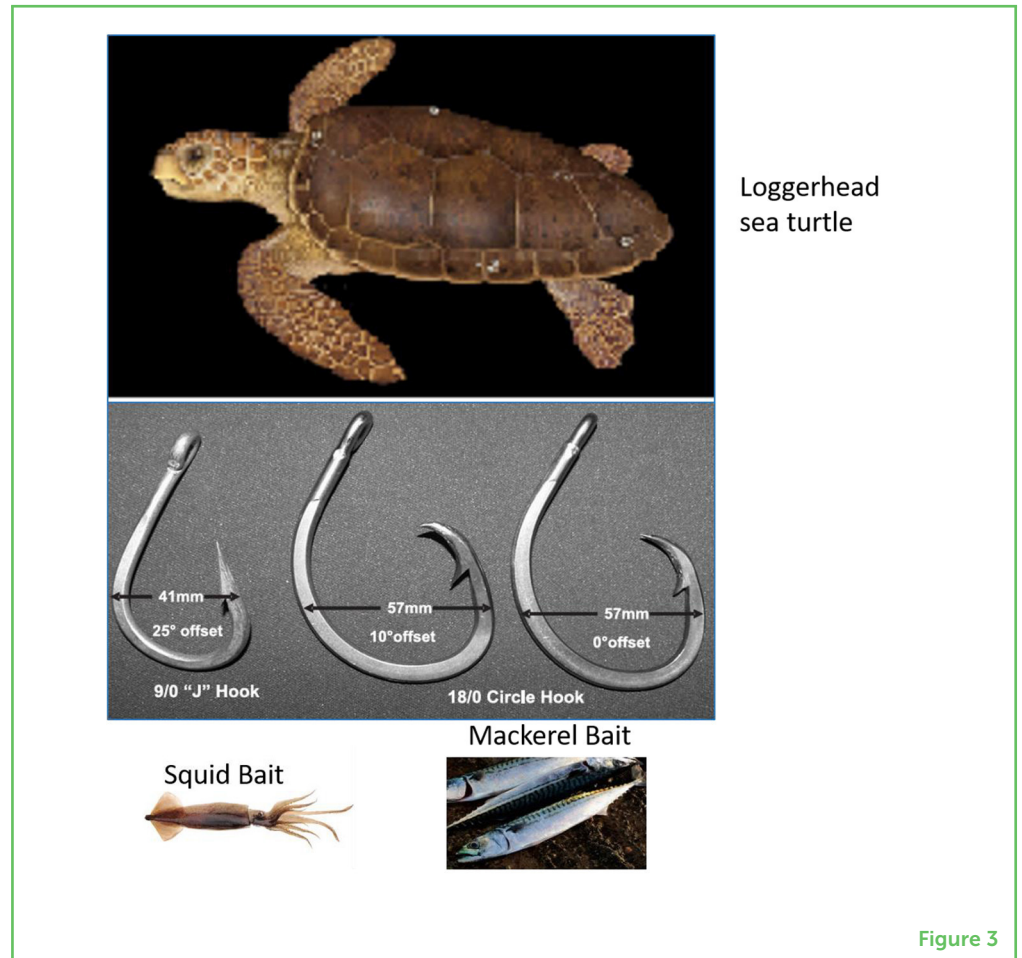 Loggerhead
sea turtle
41mm
25° offset
9/0 “J” Hook
57mm
10°offset
57mm
0°offset
18/0 Circle Hook
Squid Bait
Mackerel Bait
Figure 3